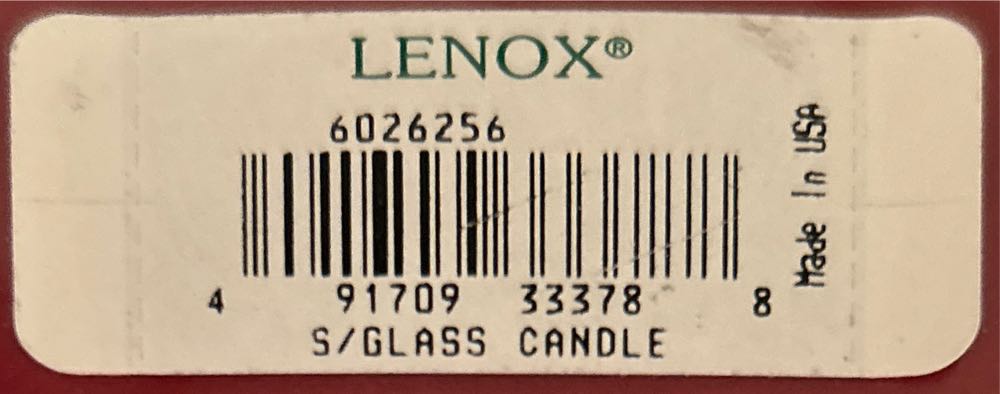 LENOX®
6026256
4 91709 33378 8
S/GLASS CANDLE
Made In USA